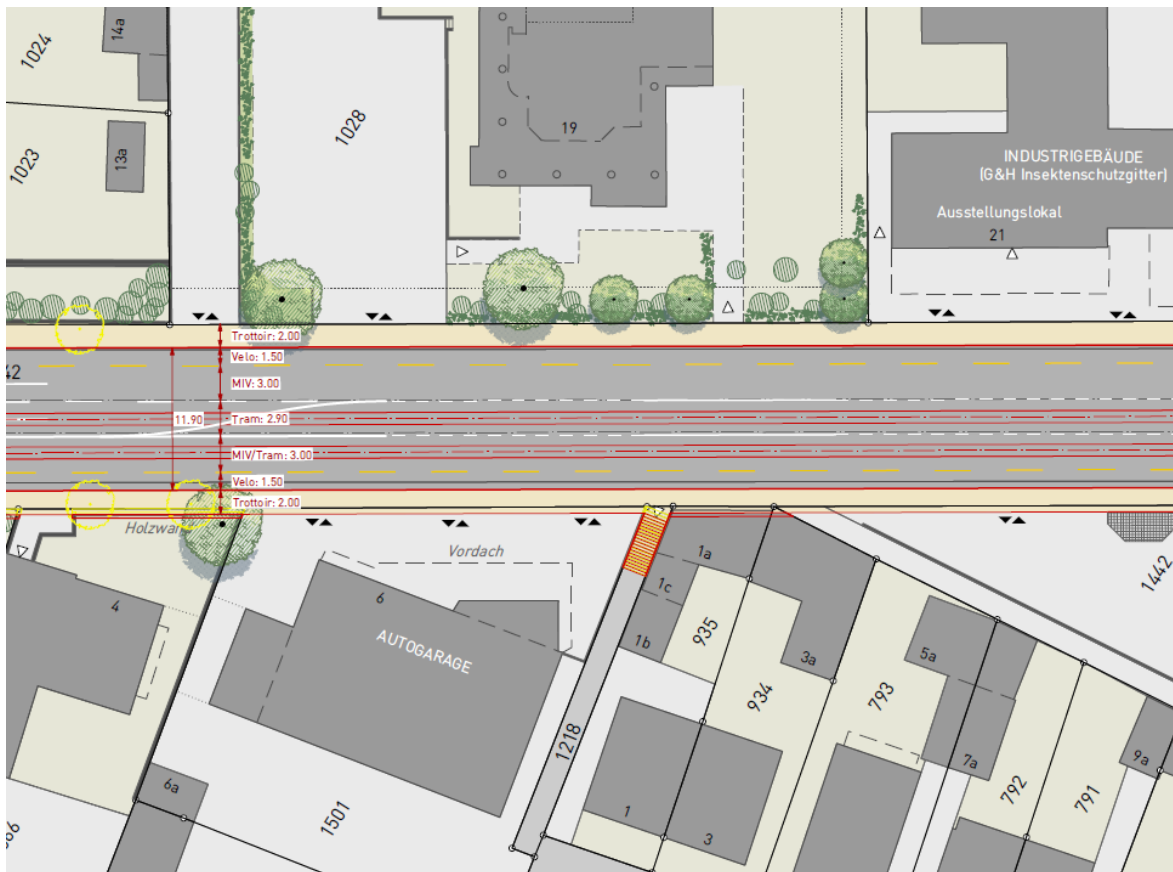 1024
14a
1023
13a
1028
19
INDUSTRIGEBÄUDE
(G&H Insektenschutzgitter)
Ausstellungslokal
21
Trottoir: 2.00
Velo: 1.50
42
MIV: 3.00
11.90
Tram: 2.90
MIV/Tram: 3.00
Velo: 1.50
Trottoir: 2.00
Holzwan
Vordach
4
6
AUTOGARAGE
6a
1501
1218
1a
1c
1b
935
934
3a
793
5a
7a
792
791
9a
1442
1
3